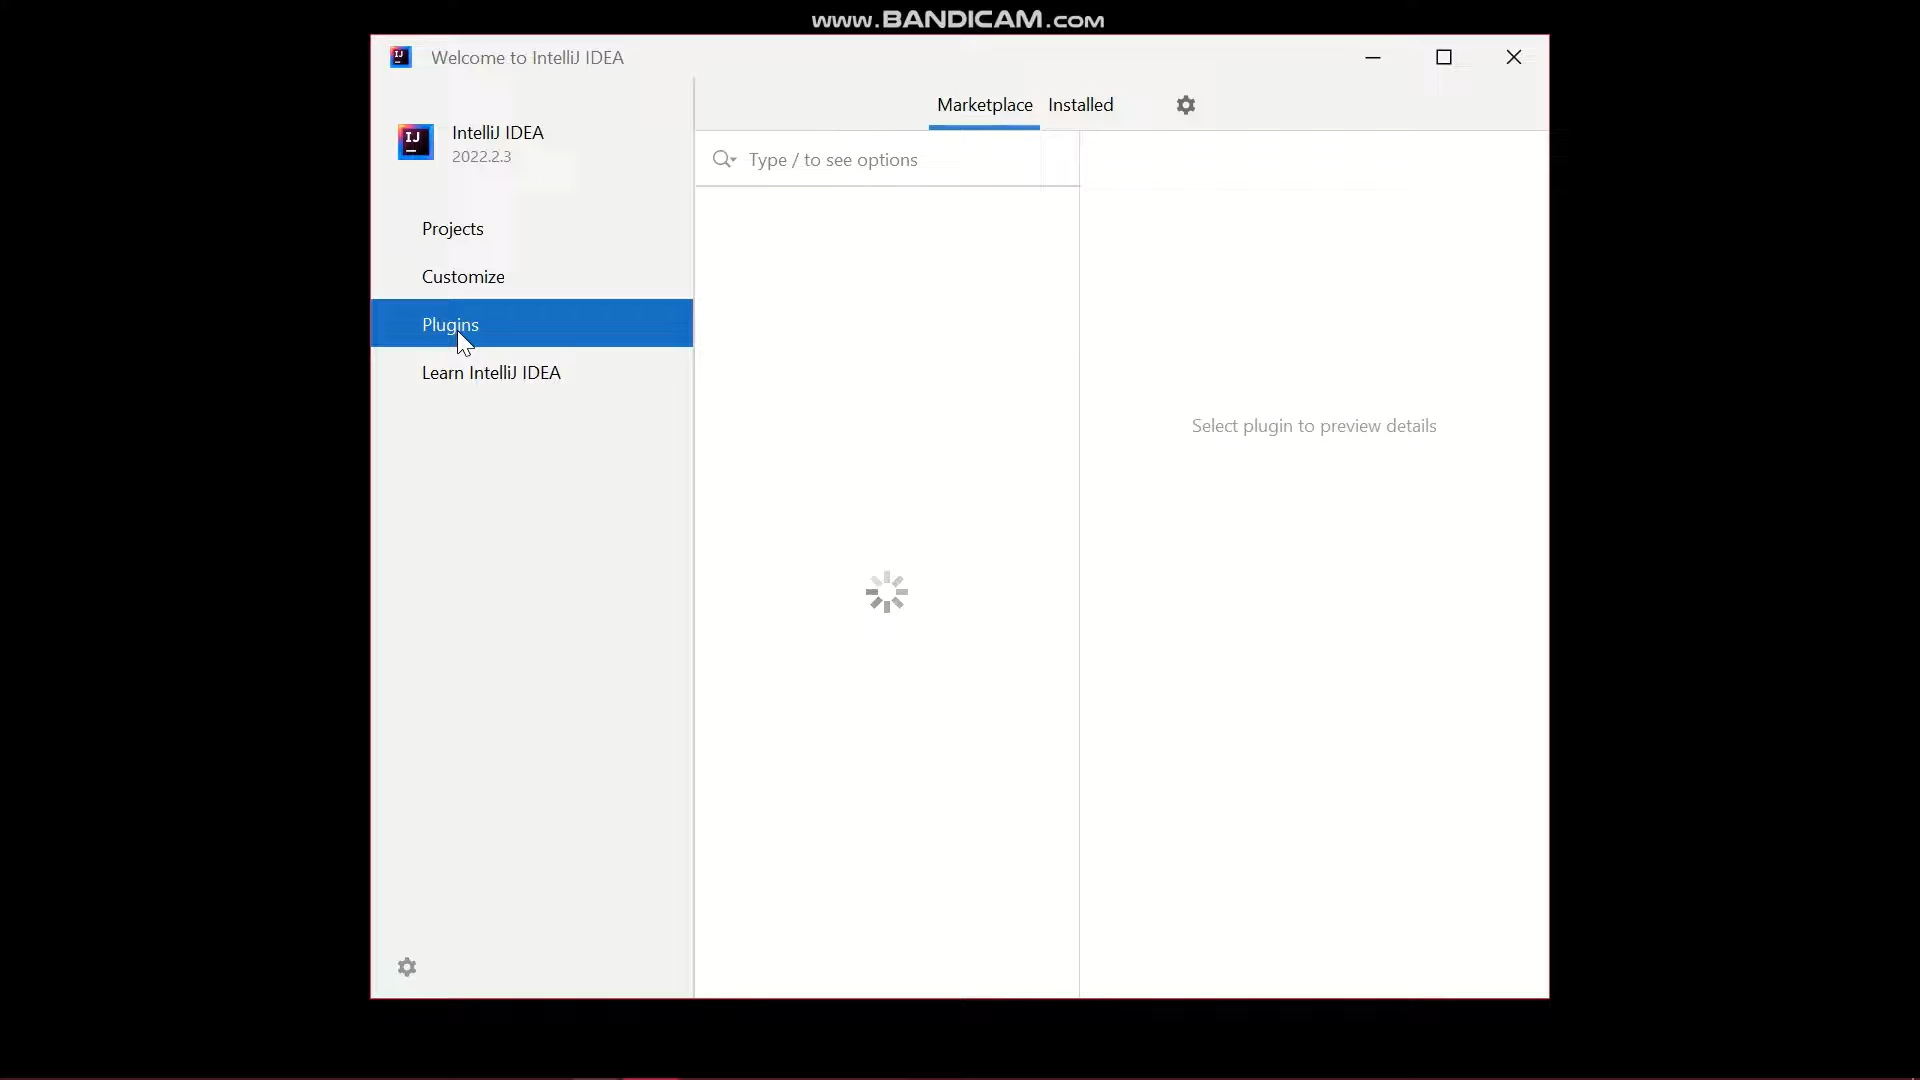 www.BANDICAM.com
Welcome to IntelliJ IDEA
IntelliJ IDEA
2022.2.3
Projects
Customize
Plugins
Learn IntelliJ IDEA
Marketplace Installed
Type / to see options
Select plugin to preview details